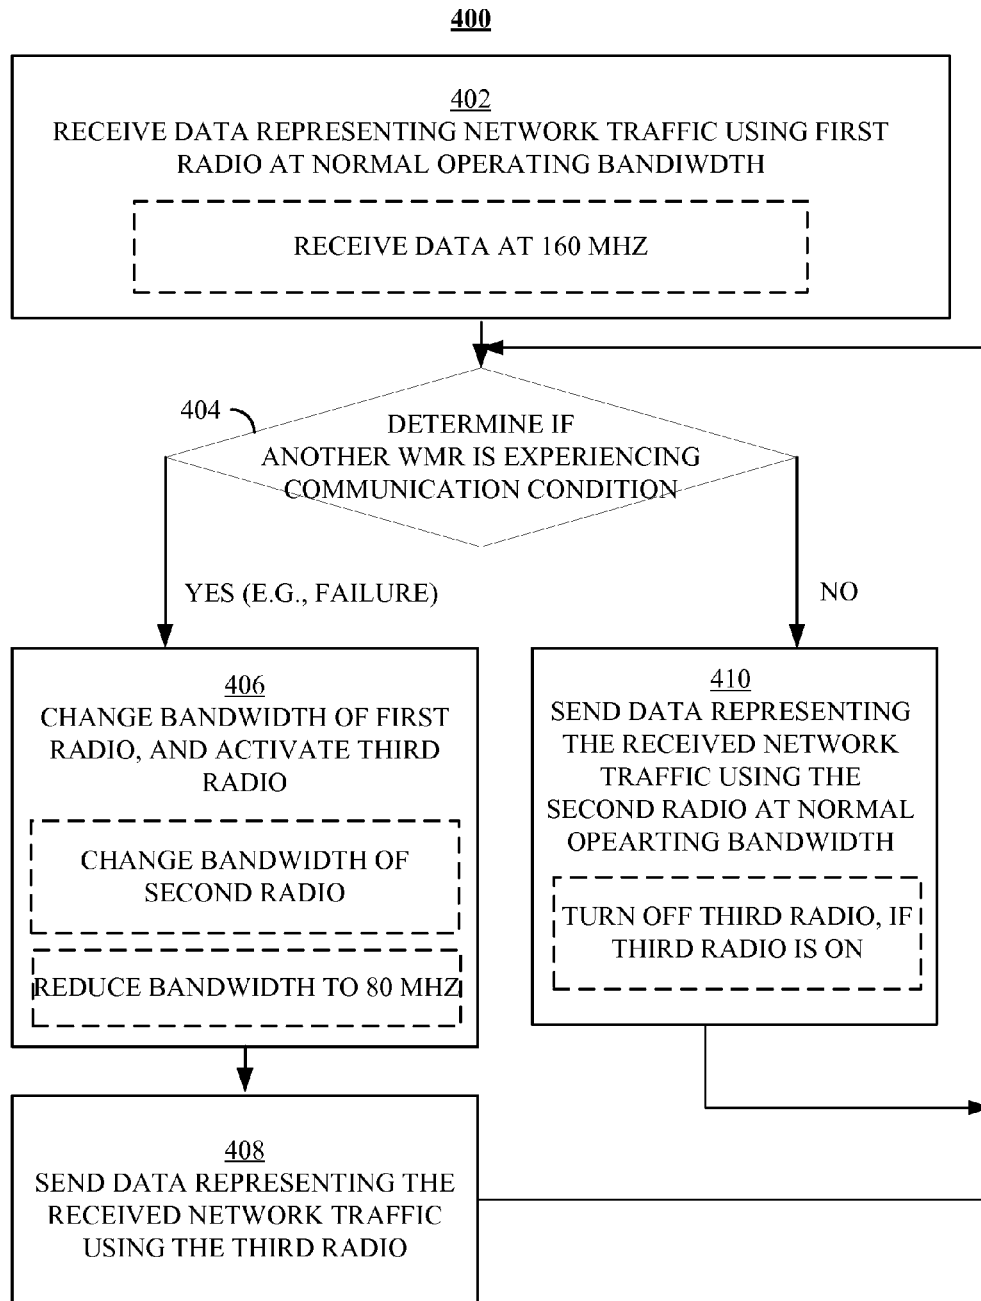 400
402
RECEIVE DATA REPRESENTING NETWORK TRAFFIC USING FIRST
RADIO AT NORMAL OPERATING BANDIWDTH
RECEIVE DATA AT 160 MHZ
404
DETERMINE IF
ANOTHER WMR IS EXPERIENCING
COMMUNICATION CONDITION
YES (E.G., FAILURE)
NO
406
CHANGE BANDWIDTH OF FIRST
RADIO, AND ACTIVATE THIRD
RADIO
CHANGE BANDWIDTH OF
SECOND RADIO
REDUCE BANDWIDTH TO 80 MHZ
410
SEND DATA REPRESENTING
THE RECEIVED NETWORK
TRAFFIC USING THE
SECOND RADIO AT NORMAL
OPEARTING BANDWIDTH
TURN OFF THIRD RADIO, IF
THIRD RADIO IS ON
408
SEND DATA REPRESENTING THE
RECEIVED NETWORK TRAFFIC
USING THE THIRD RADIO